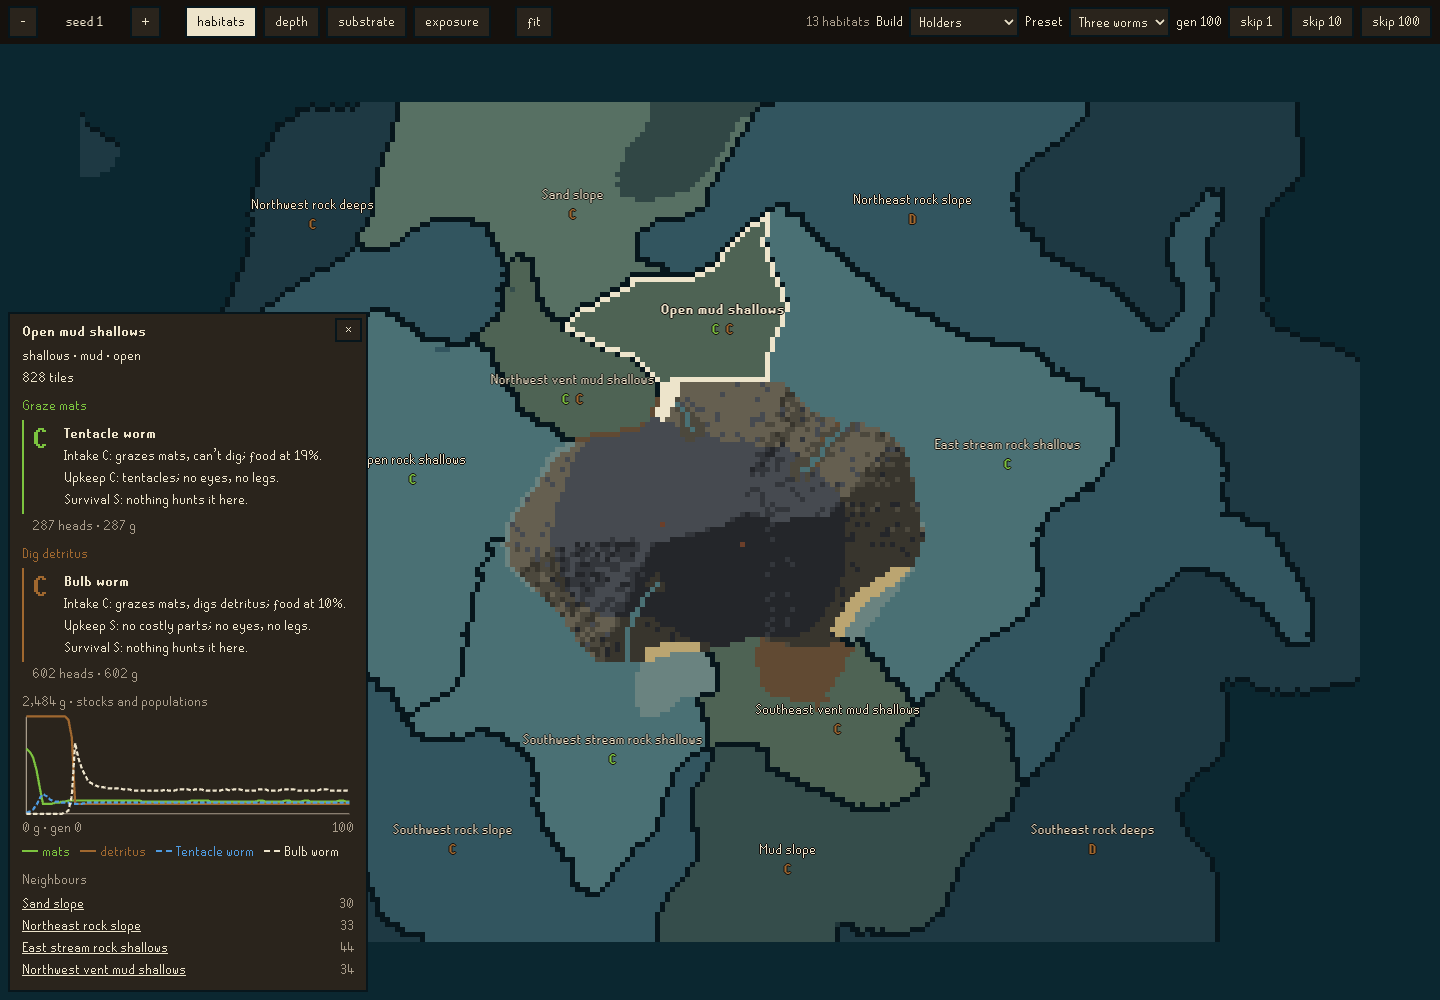 - seed 1 + habitats depth substrate exposure fit 13 habitats Build Holders Preset Three worms gen 100 skip 1 skip 10 skip 100
Sand slope
C
Northwest rock deeps
C
Northeast rock slope
D
Open mud shallows
C C
Northwest vent mud shallows
C C
East stream rock shallows
C
pen rock shallows
C
Southeast vent mud shallows
C
Southwest stream rock shallows
C
Southwest rock slope
C
Mud slope
C
Southeast rock deeps
D
Open mud shallows ×
shallows • mud • open
828 tiles
Graze mats
C Tentacle worm
Intake C: grazes mats, can't dig; food at 19%.
Upkeep C: tentacles; no eyes, no legs.
Survival S: nothing hunts it here.
287 heads • 287 g
Dig detritus
C Bulb worm
Intake C: grazes mats, digs detritus; food at 10%.
Upkeep S: no costly parts; no eyes, no legs.
Survival S: nothing hunts it here.
602 heads • 602 g
2,484 g • stocks and populations
0 g • gen 0 100
mats detritus Tentacle worm Bulb worm
Neighbours
Sand slope 30
Northeast rock slope 33
East stream rock shallows 44
Northwest vent mud shallows 34